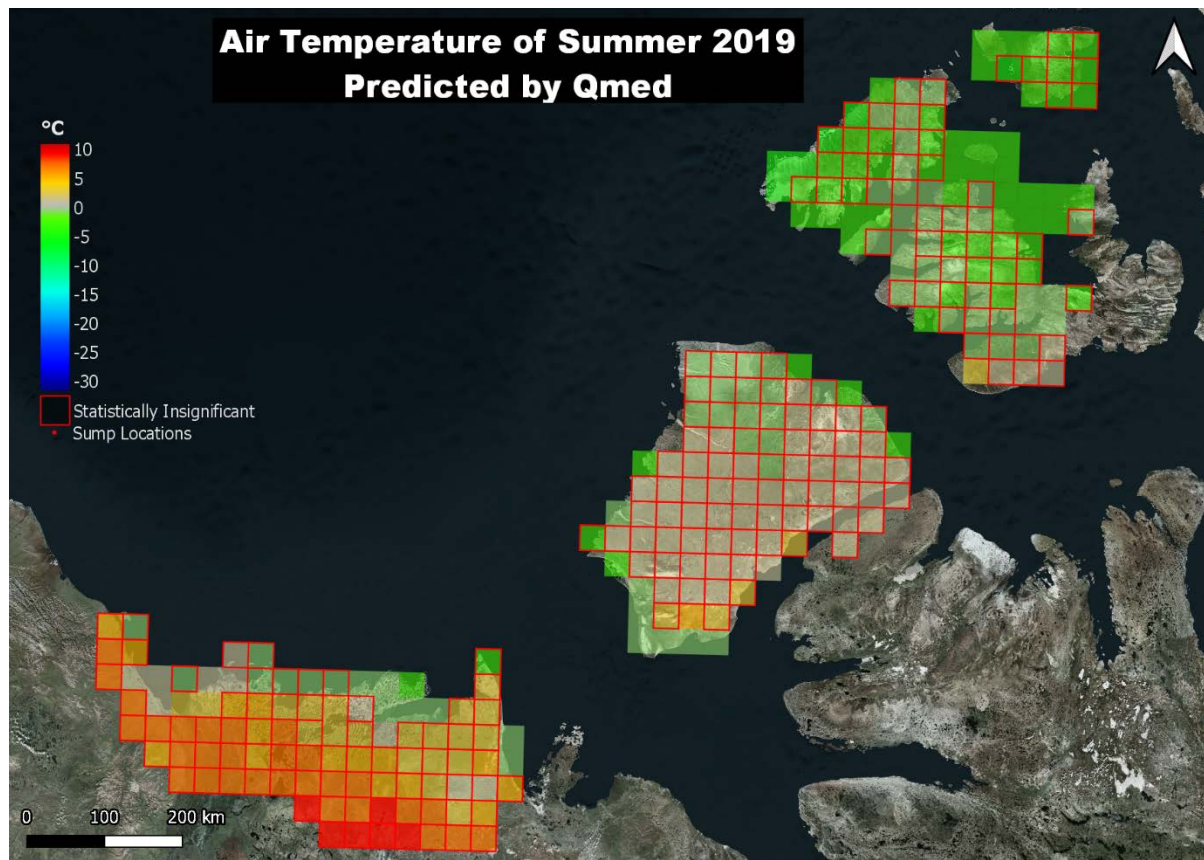 Air Temperature of Summer 2019
Predicted by Qmed
°C
10
5
0
-5
-10
-15
-20
-25
-30
Statistically Insignificant
Sump Locations
0 100 200 km